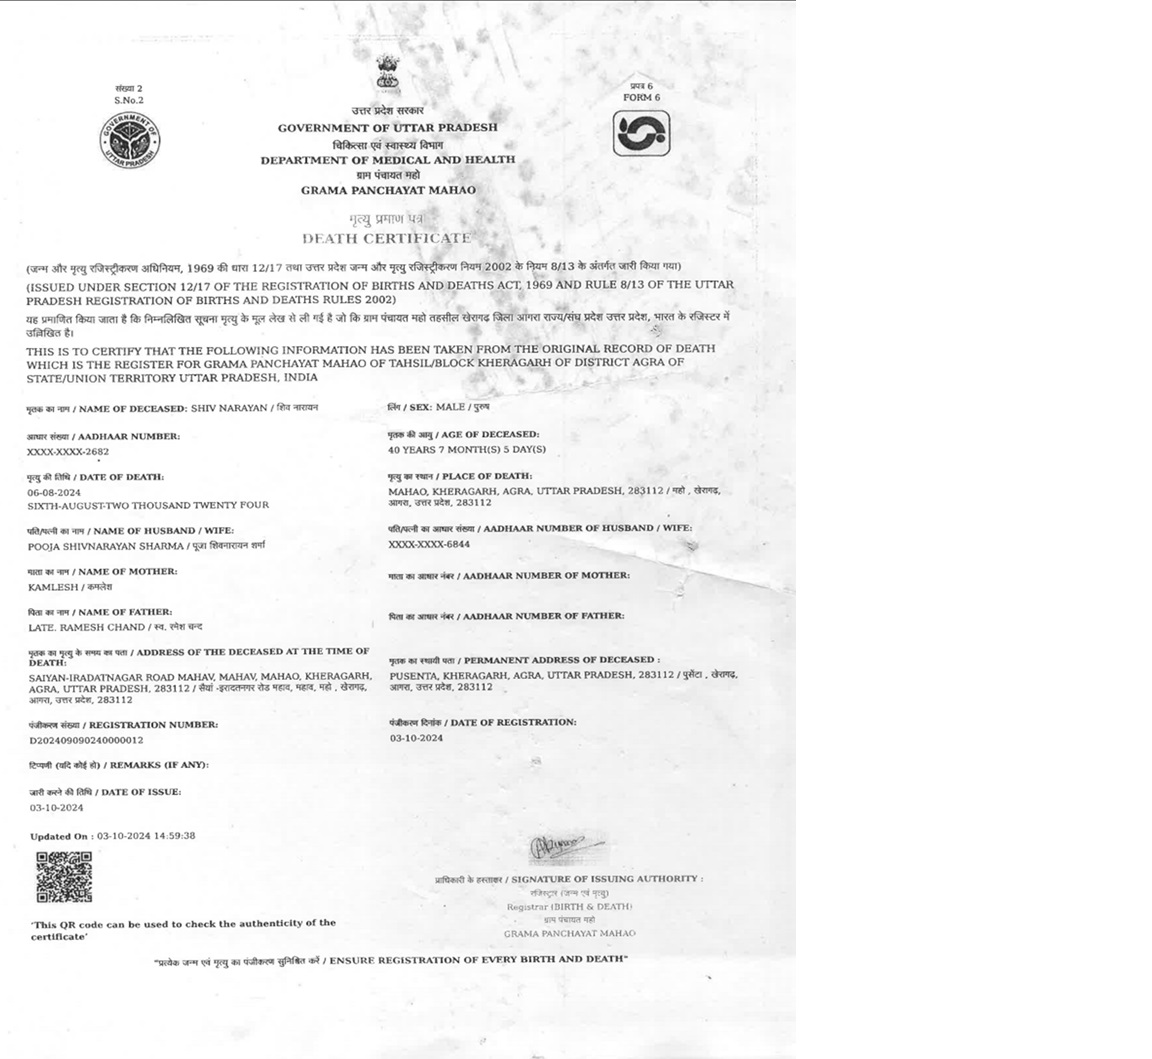 संख्या 2
S.No.2
प्रपत्र 6
FORM 6
GOVERNMENT OF
UTTAR PRADESH
उत्तर प्रदेश सरकार
GOVERNMENT OF UTTAR PRADESH
चिकित्सा एवं स्वास्थ्य विभाग
DEPARTMENT OF MEDICAL AND HEALTH
ग्राम पंचायत महो
GRAMA PANCHAYAT MAHAO
मृत्यु प्रमाण पत्र
DEATH CERTIFICATE
(जन्म और मृत्यु रजिस्ट्रीकरण अधिनियम, 1969 की धारा 12/17 तथा उत्तर प्रदेश जन्म और मृत्यु रजिस्ट्रीकरण नियम 2002 के नियम 8/13 के अंतर्गत जारी किया गया)
(ISSUED UNDER SECTION 12/17 OF THE REGISTRATION OF BIRTHS AND DEATHS ACT, 1969 AND RULE 8/13 OF THE UTTAR
PRADESH REGISTRATION OF BIRTHS AND DEATHS RULES 2002)
यह प्रमाणित किया जाता है कि निम्नलिखित सूचना मृत्यु के मूल लेख से ली गई है जो कि ग्राम पंचायत महो तहसील खेरागढ़ जिला आगरा राज्य/संघ प्रदेश उत्तर प्रदेश, भारत के रजिस्टर में
उल्लिखित है।
THIS IS TO CERTIFY THAT THE FOLLOWING INFORMATION HAS BEEN TAKEN FROM THE ORIGINAL RECORD OF DEATH
WHICH IS THE REGISTER FOR GRAMA PANCHAYAT MAHAO OF TAHSIL/BLOCK KHERAGARH OF DISTRICT AGRA OF
STATE/UNION TERRITORY UTTAR PRADESH, INDIA
मृतक का नाम / NAME OF DECEASED: SHIV NARAYAN / शिव नारायन
लिंग / SEX: MALE / पुरुष
आधार संख्या / AADHAAR NUMBER:
XXXX-XXXX-2682
मृतक की आयु / AGE OF DECEASED:
40 YEARS 7 MONTH(S) 5 DAY(S)
मृत्यु की तिथि / DATE OF DEATH:
06-08-2024
SIXTH-AUGUST-TWO THOUSAND TWENTY FOUR
मृत्यु का स्थान / PLACE OF DEATH:
MAHAO, KHERAGARH, AGRA, UTTAR PRADESH, 283112 / महो , खेरागढ़,
आगरा, उत्तर प्रदेश, 283112
पति/पत्नी का नाम / NAME OF HUSBAND / WIFE:
POOJA SHIVNARAYAN SHARMA / पूजा शिवनारायन शर्मा
पति/पत्नी का आधार संख्या / AADHAAR NUMBER OF HUSBAND / WIFE:
XXXX-XXXX-6844
माता का नाम / NAME OF MOTHER:
KAMLESH / कमलेश
माता का आधार नंबर / AADHAAR NUMBER OF MOTHER:
पिता का नाम / NAME OF FATHER:
LATE. RAMESH CHAND / स्व. रमेश चन्द
पिता का आधार नंबर / AADHAAR NUMBER OF FATHER:
मृतक का मृत्यु के समय का पता / ADDRESS OF THE DECEASED AT THE TIME OF
DEATH:
SAIYAN-IRADATNAGAR ROAD MAHAV, MAHAV, MAHAO, KHERAGARH,
AGRA, UTTAR PRADESH, 283112 / सैयां -इरादतनगर रोड महाव, महाव, महो , खेरागढ़,
आगरा, उत्तर प्रदेश, 283112
मृतक का स्थायी पता / PERMANENT ADDRESS OF DECEASED :
PUSENTA, KHERAGARH, AGRA, UTTAR PRADESH, 283112 / पुसेंटा , खेरागढ़,
आगरा, उत्तर प्रदेश, 283112
पंजीकरण संख्या / REGISTRATION NUMBER:
D202409090240000012
पंजीकरण दिनांक / DATE OF REGISTRATION:
03-10-2024
टिप्पणी (यदि कोई हो) / REMARKS (IF ANY):
जारी करने की तिथि / DATE OF ISSUE:
03-10-2024
Updated On : 03-10-2024 14:59:38
प्राधिकारी के हस्ताक्षर / SIGNATURE OF ISSUING AUTHORITY :
रजिस्ट्रार (जन्म एवं मृत्यु)
Registrar (BIRTH & DEATH)
ग्राम पंचायत महो
GRAMA PANCHAYAT MAHAO
'This QR code can be used to check the authenticity of the
certificate'
"प्रत्येक जन्म एवं मृत्यु का पंजीकरण सुनिश्चित करें / ENSURE REGISTRATION OF EVERY BIRTH AND DEATH"